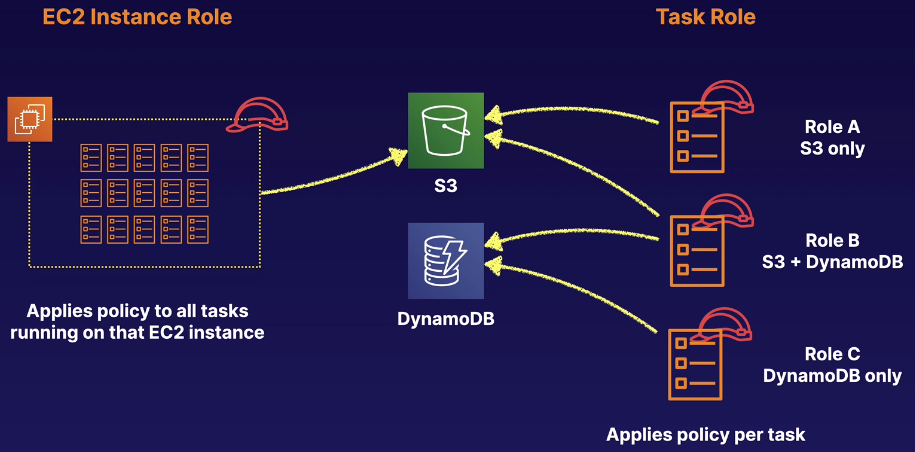 EC2 Instance Role
Task Role
Role A
S3 only
S3
Role B
S3 + DynamoDB
Applies policy to all tasks
running on that EC2 instance
DynamoDB
Role C
DynamoDB only
Applies policy per task